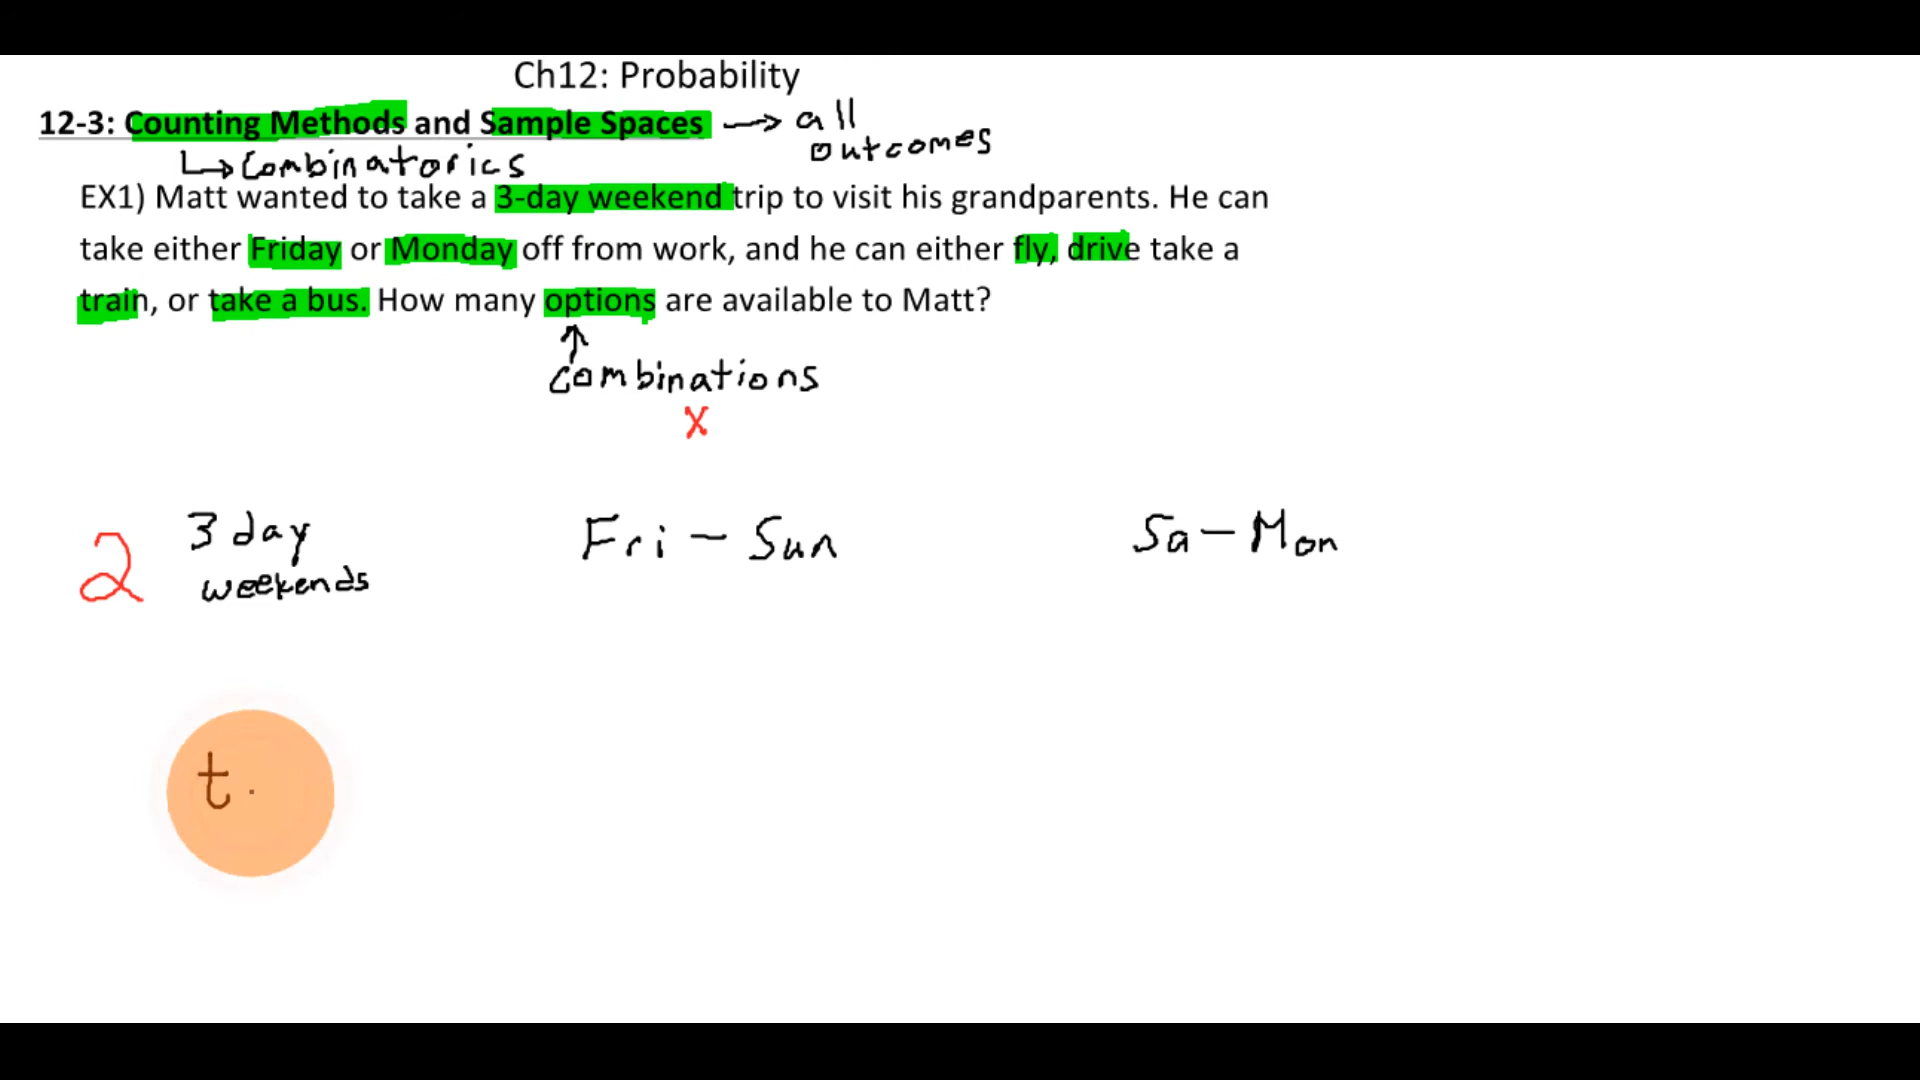 Ch12: Probability
12-3: Counting Methods and Sample Spaces → all
outcomes
↳ Combinatorics
EX1) Matt wanted to take a 3-day weekend trip to visit his grandparents. He can
take either Friday or Monday off from work, and he can either fly, drive take a
train, or take a bus. How many options are available to Matt?
↑
Combinations
X
2 3 day Fri - Sun Sa - Mon
weekends
t